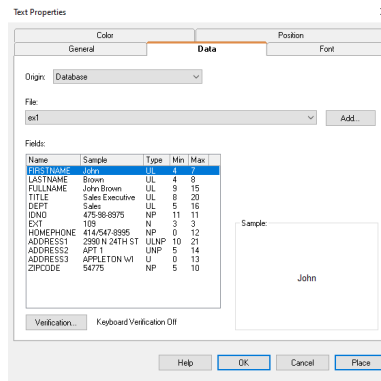 Text Properties
Color Position
General Data Font
Origin: Database
File:
ex1 Add...
Fields:
Name Sample Type Min Max
FIRSTNAME John UL 4 7
LASTNAME Brown UL 4 8
FULLNAME John Brown UL 9 15
TITLE Sales Executive UL 8 20
DEPT Sales UL 5 16
IDNO 475-98-8975 NP 11 11
EXT 109 N 3 3
HOMEPHONE 414/547-8995 NP 0 12
ADDRESS1 2990 N 24TH ST ULNP 10 21
ADDRESS2 APT 1 UNP 5 14
ADDRESS3 APPLETON WI U 0 13
ZIPCODE 54775 NP 5 10
Sample:
John
Verification... Keyboard Verification Off
Help OK Cancel Place